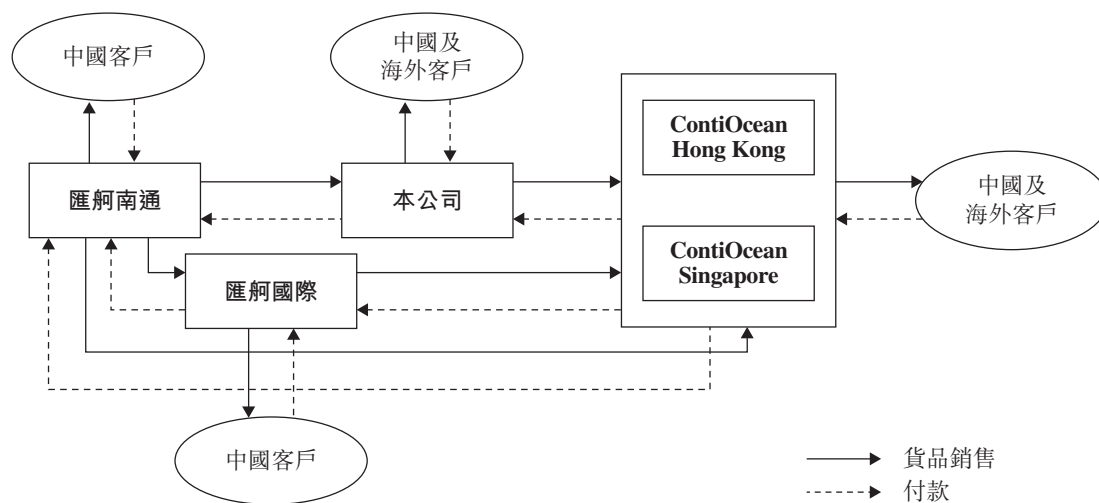 中國客戶
中國及
海外客戶
ContiOcean
Hong Kong
匯舸南通
本公司
中國及
海外客戶
ContiOcean
Singapore
匯舸國際
中國客戶
貨品銷售
付款